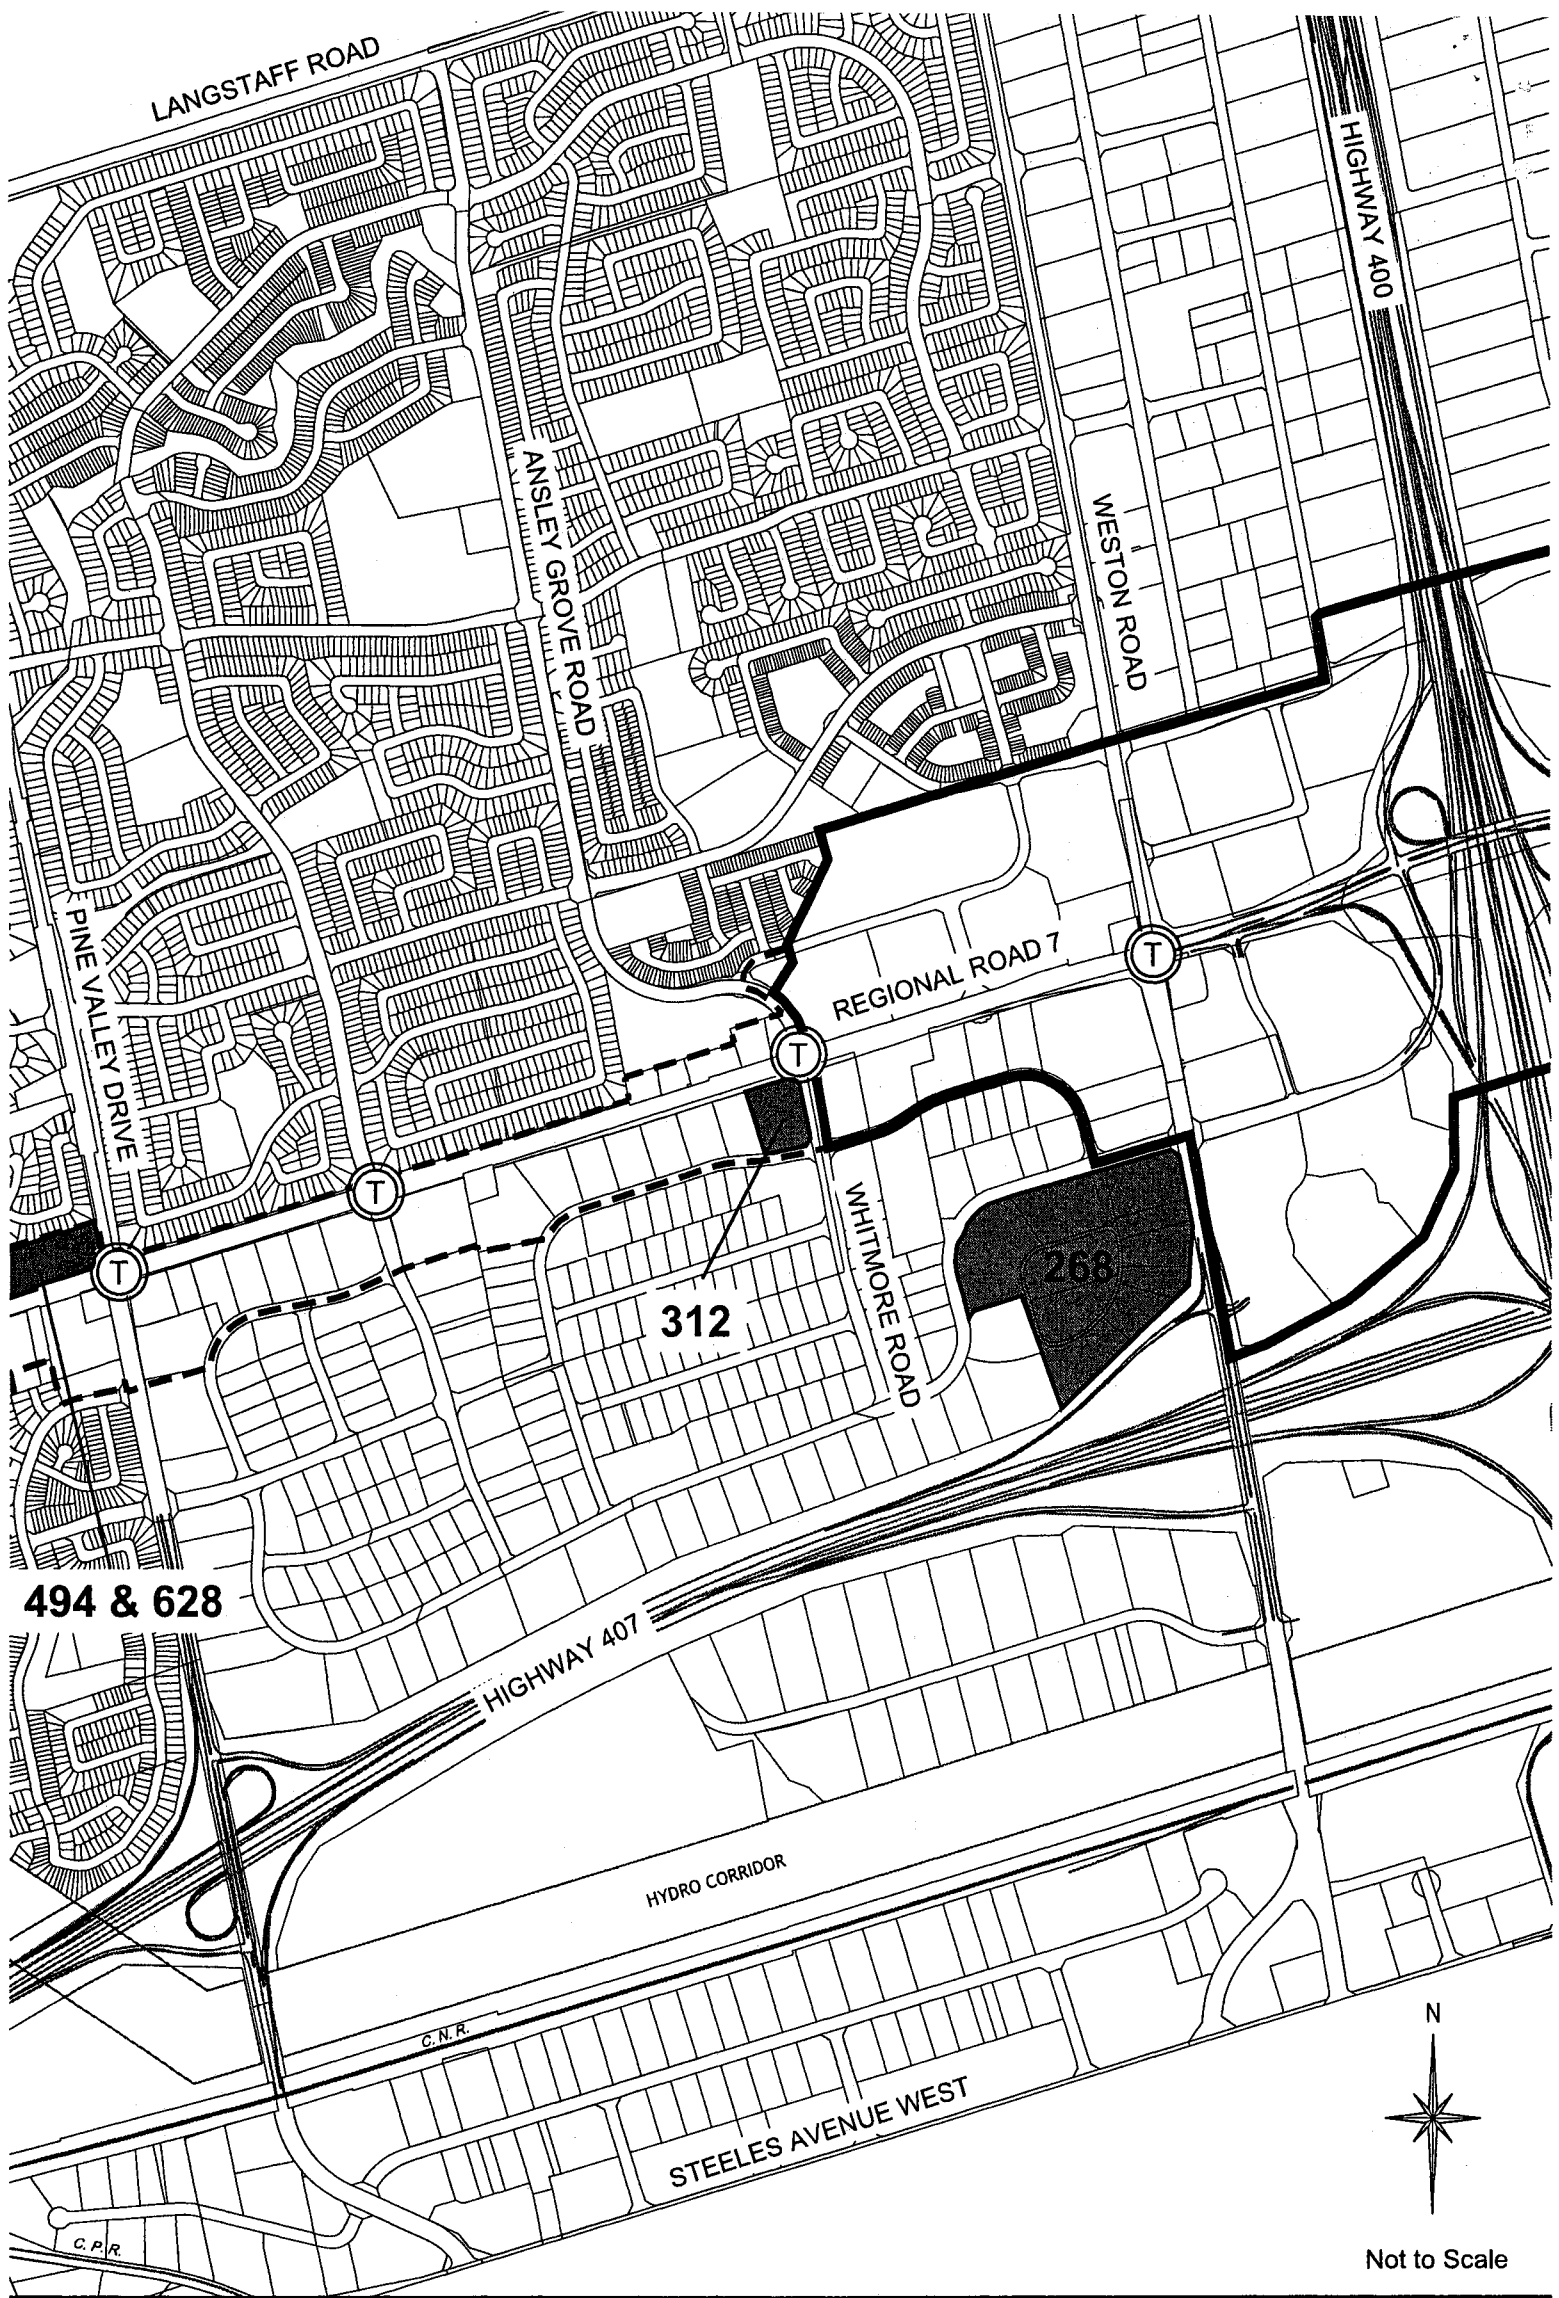 LANGSTAFF ROAD
HIGHWAY 400
ANSLEY GROVE ROAD
WESTON ROAD
PINE VALLEY DRIVE
REGIONAL ROAD 7
T
T
T
T
WHITMORE ROAD
268
312
494 & 628
HIGHWAY 407
HYDRO CORRIDOR
C.N.R.
STEELES AVENUE WEST
C.P.R.
N
Not to Scale